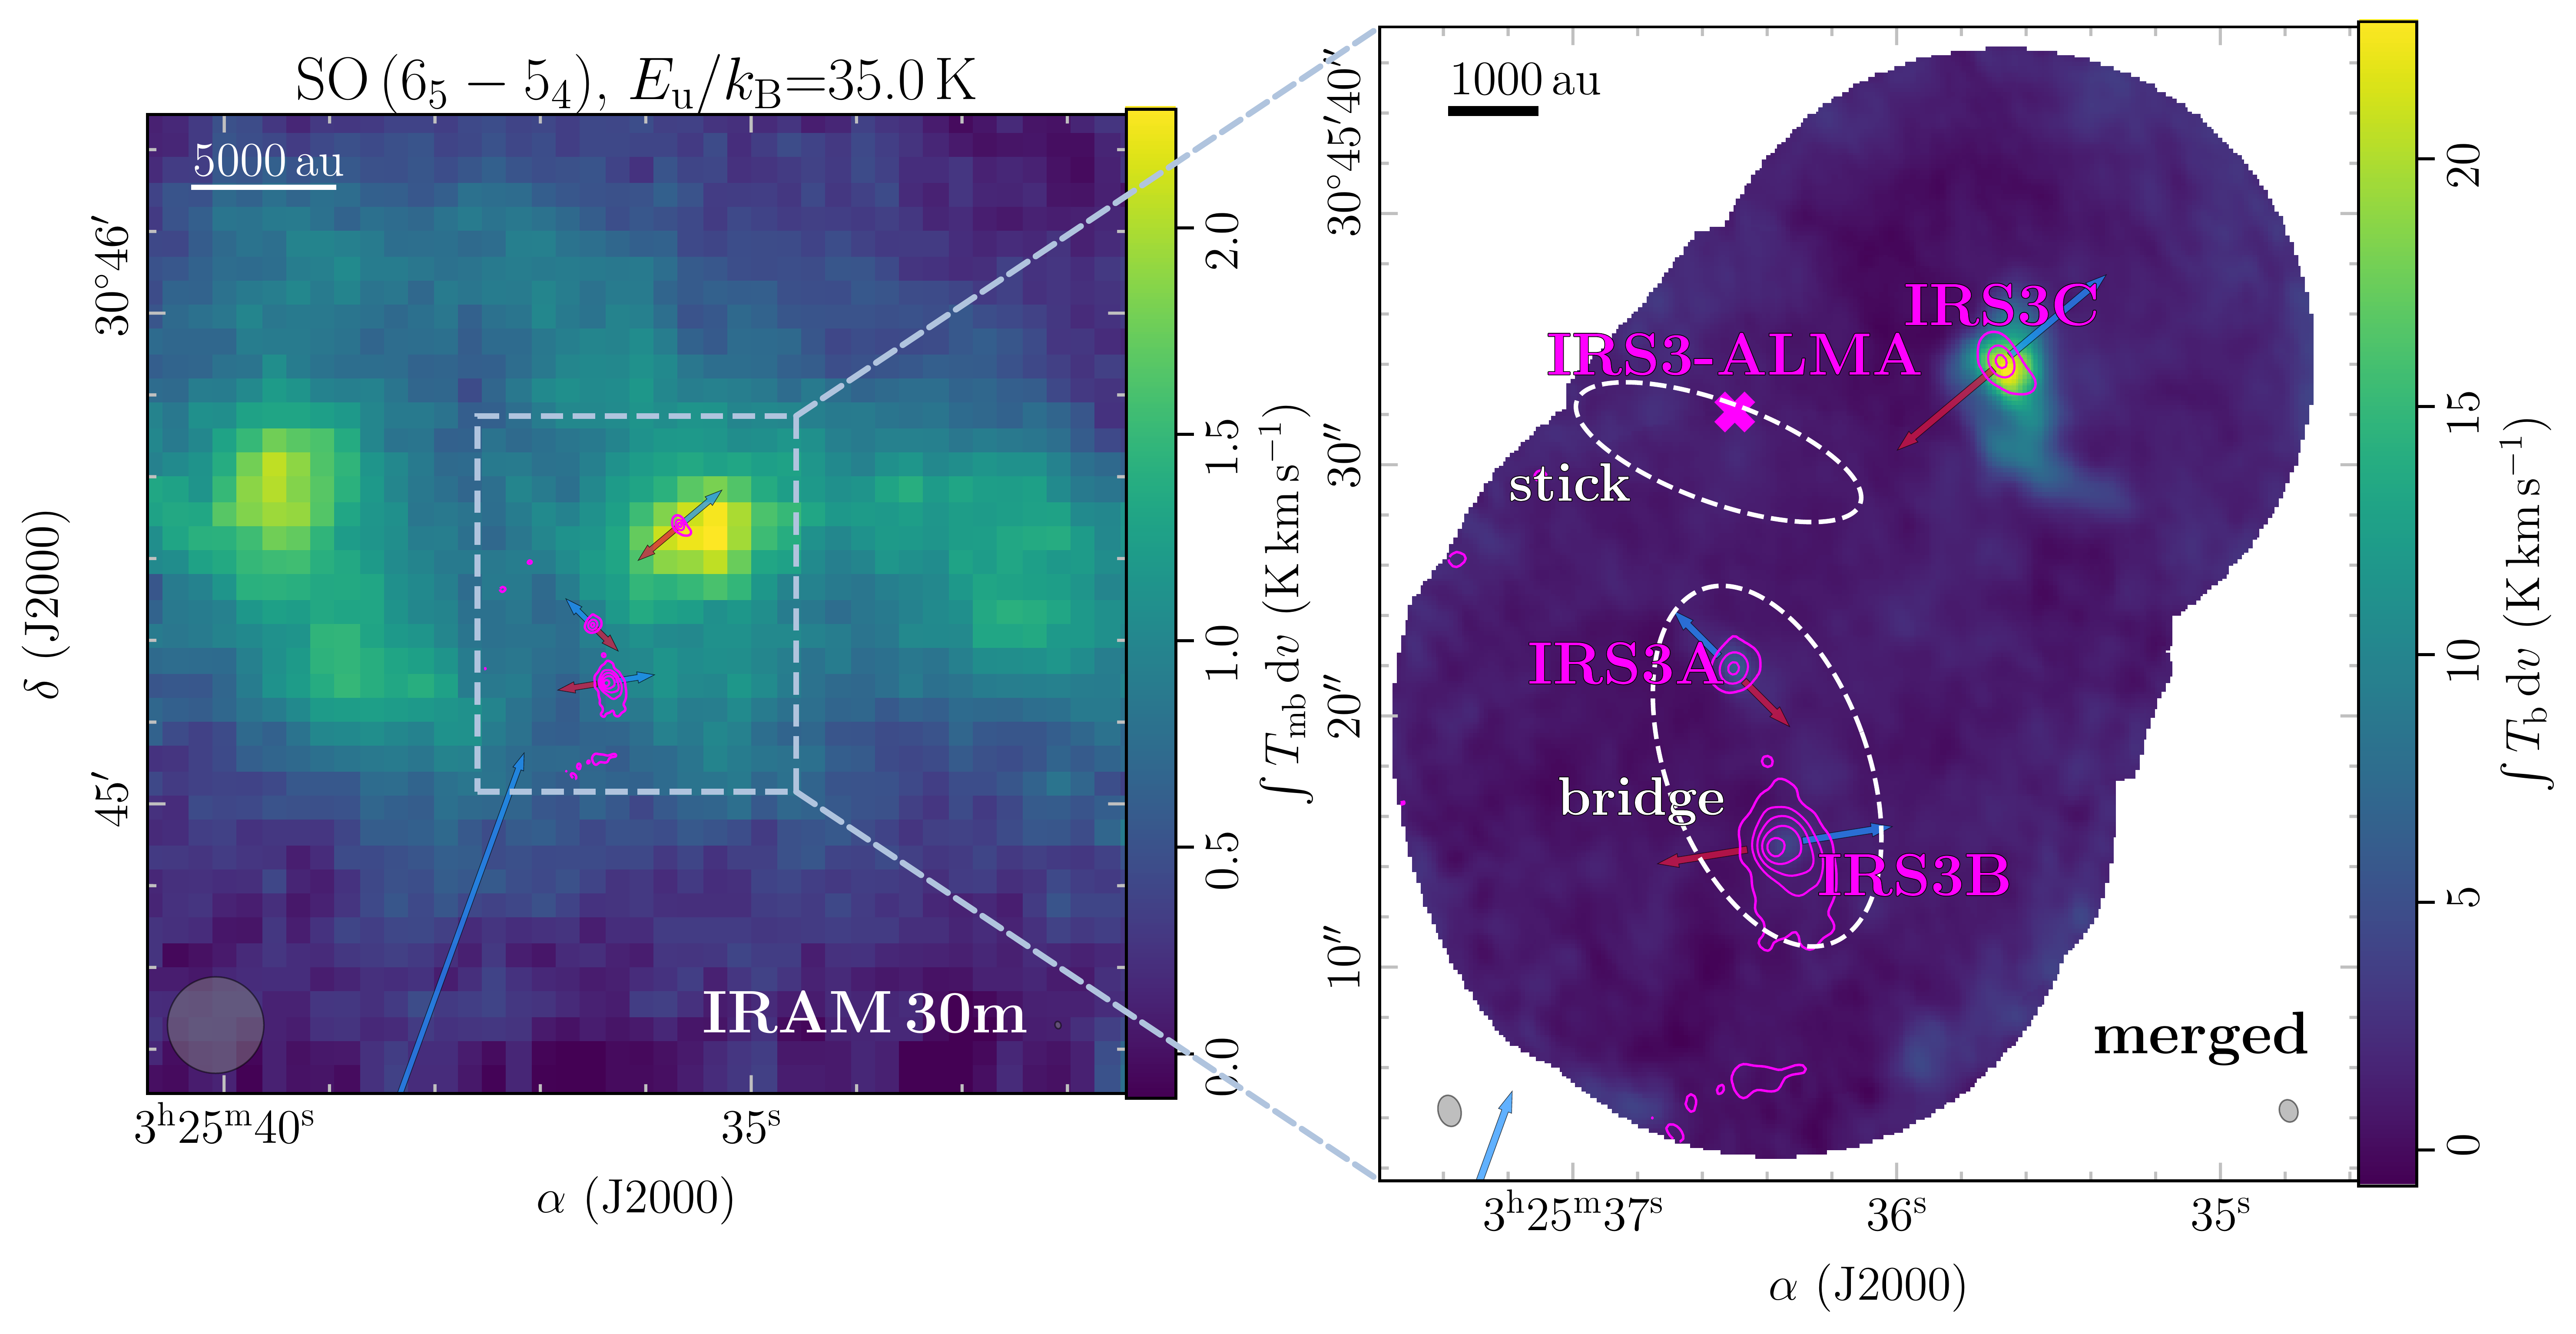 SO (6₅ − 5₄), E_u/k_B=35.0 K
5000 au
IRAM 30m
30°46′
45′
δ (J2000)
3ʰ25ᵐ40ˢ
35ˢ
α (J2000)
2.0
1.5
1.0
0.5
0.0
∫ T_mb dv (K km s⁻¹)
1000 au
IRS3C
IRS3-ALMA
stick
IRS3A
bridge
IRS3B
merged
30°45′40″
30″
20″
10″
3ʰ25ᵐ37ˢ
36ˢ
35ˢ
α (J2000)
20
15
10
5
0
∫ T_b dv (K km s⁻¹)